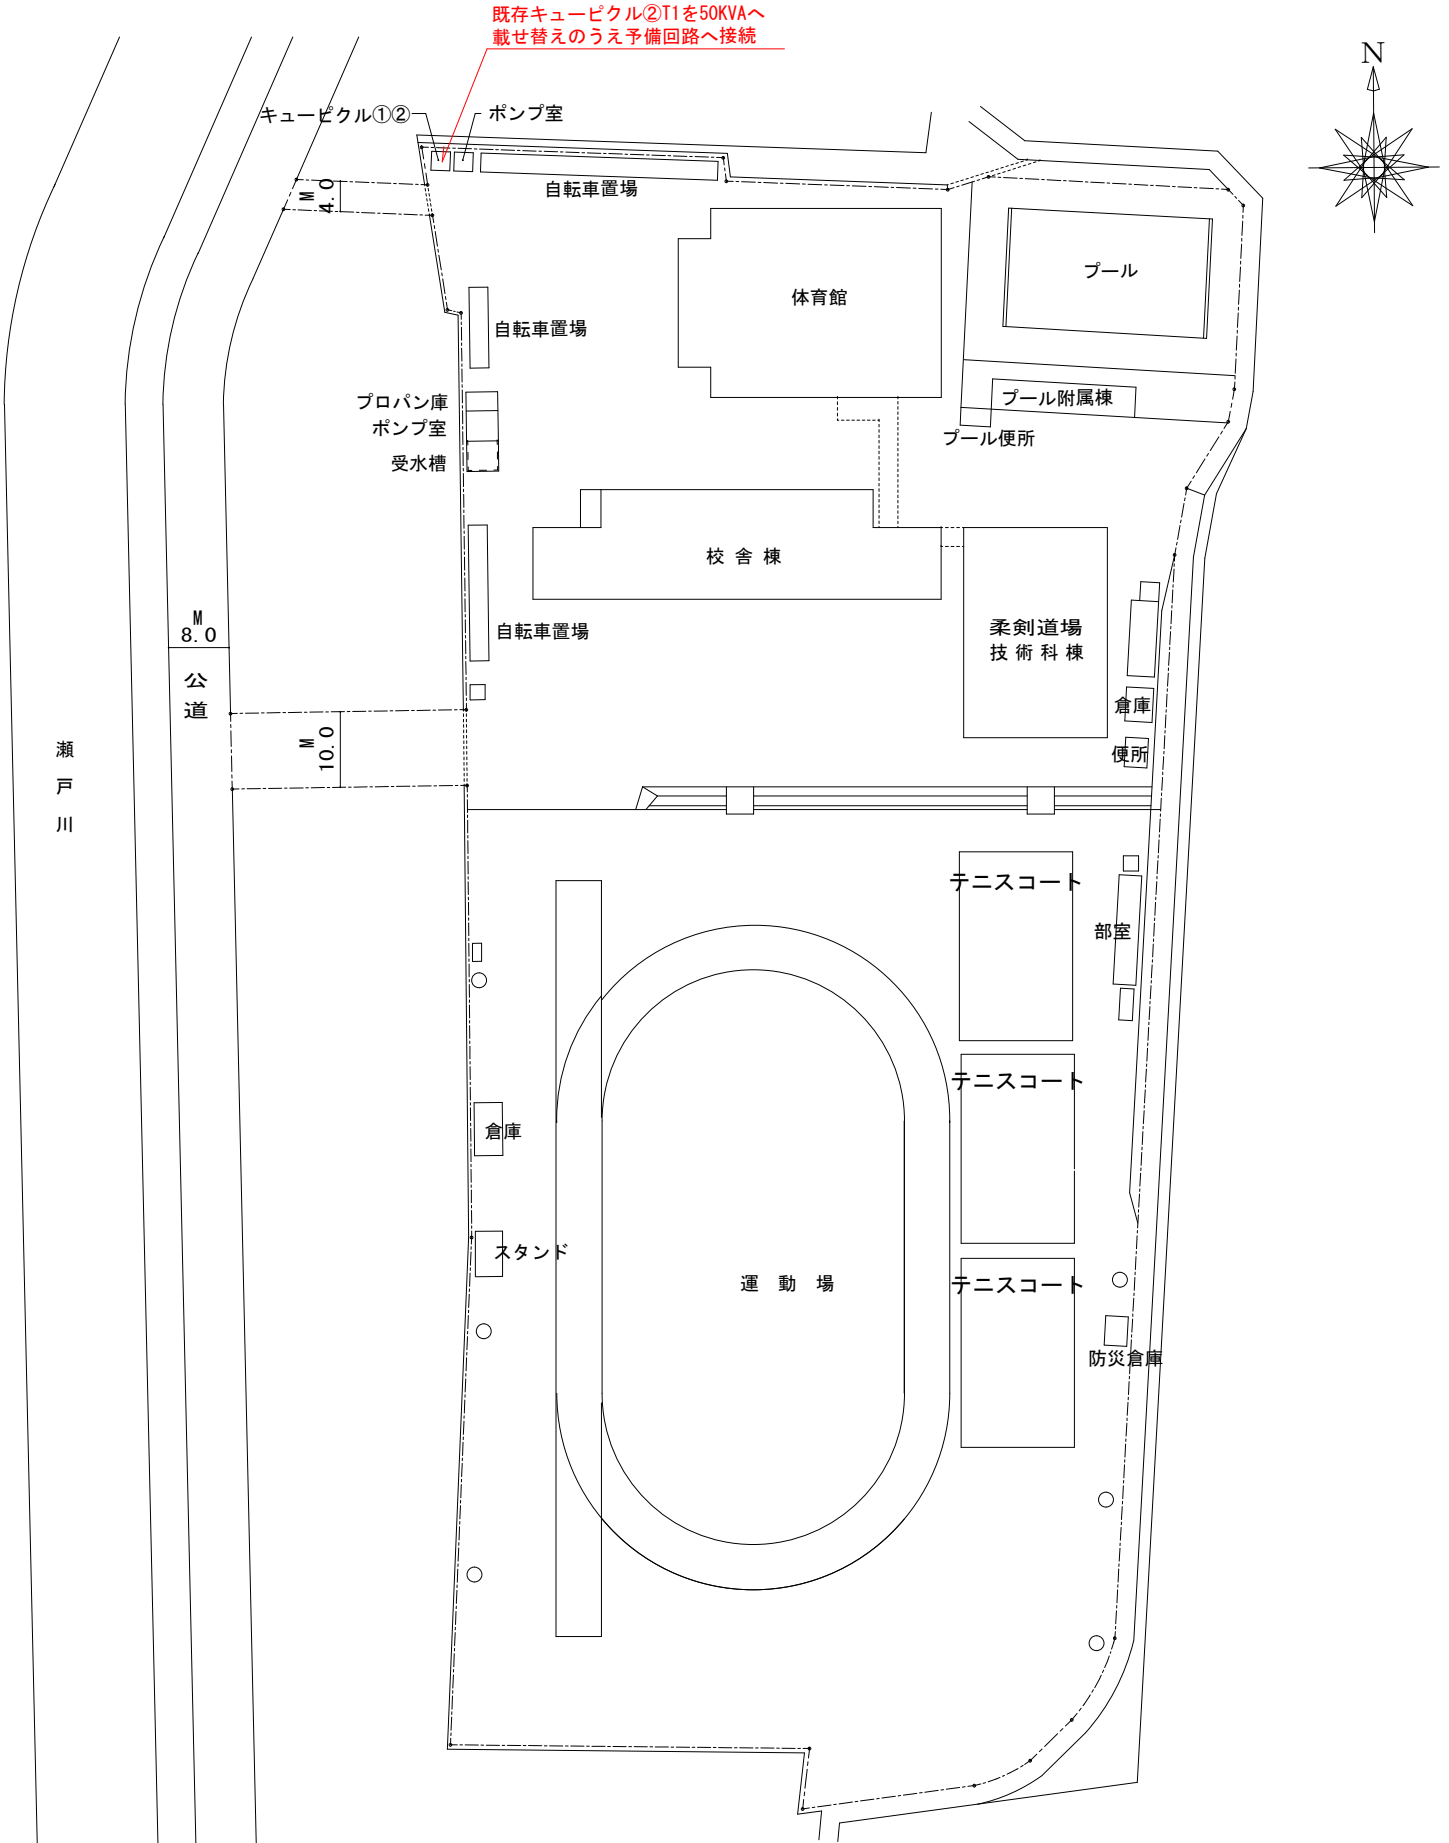 既存キュービクル②T1を50KVAへ
載せ替えのうえ予備回路へ接続
N
キュービクル①②
ポンプ室
自転車置場
M
4.0
プール
体育館
自転車置場
プロパン庫
ポンプ室
受水槽
プール附属棟
プール便所
校舎棟
自転車置場
柔剣道場
技術科棟
M
8.0
公道
倉庫
便所
M
10.0
瀬戸川
テニスコート
部室
テニスコート
倉庫
スタンド
運動場
テニスコート
防災倉庫